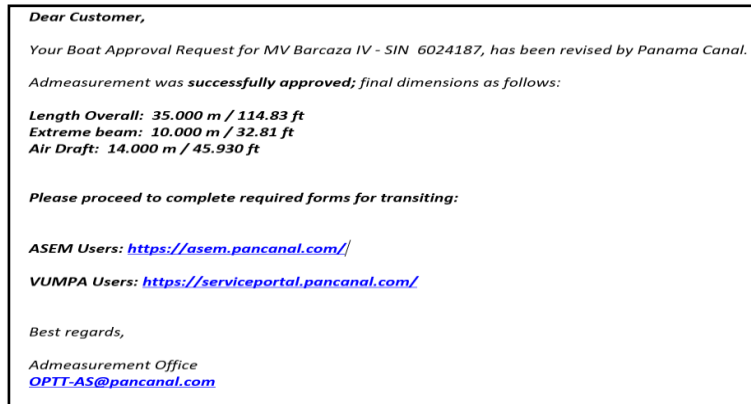 Dear Customer,
Your Boat Approval Request for MV Barcaza IV - SIN 6024187, has been revised by Panama Canal.
Admeasurement was successfully approved; final dimensions as follows:
Length Overall: 35.000 m / 114.83 ft
Extreme beam: 10.000 m / 32.81 ft
Air Draft: 14.000 m / 45.930 ft
Please proceed to complete required forms for transiting:
ASEM Users: https://asem.pancanal.com/
VUMPA Users: https://serviceportal.pancanal.com/
Best regards,
Admeasurement Office
OPTT-AS@pancanal.com